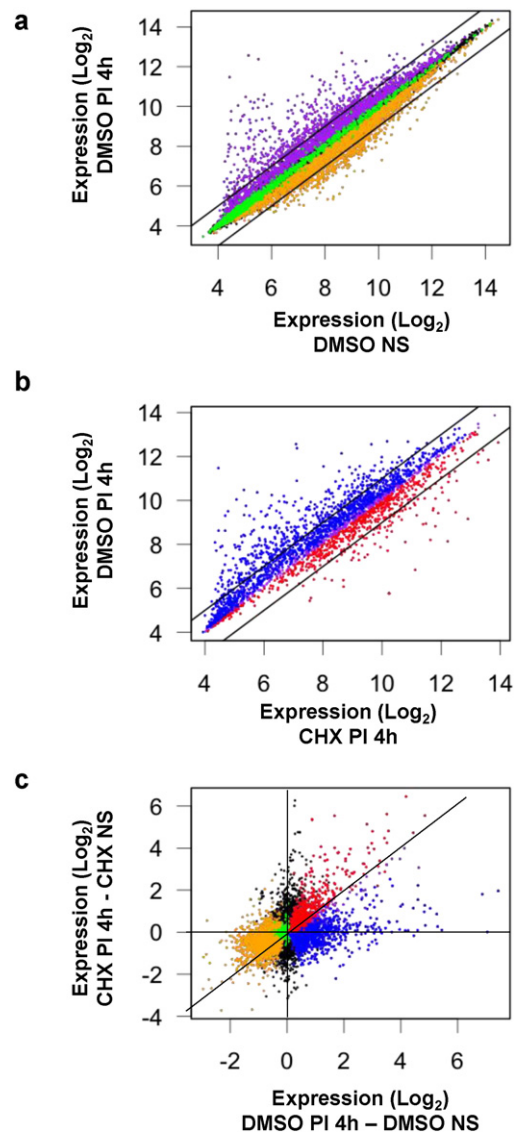 a
Expression (Log2)
DMSO PI 4h
14
12
10
8
6
4
4 6 8 10 12 14
Expression (Log2)
DMSO NS
b
Expression (Log2)
DMSO PI 4h
14
12
10
8
6
4
4 6 8 10 12 14
Expression (Log2)
CHX PI 4h
c
Expression (Log2)
CHX PI 4h - CHX NS
6
4
2
0
-2
-4
-2 0 2 4 6
Expression (Log2)
DMSO PI 4h – DMSO NS